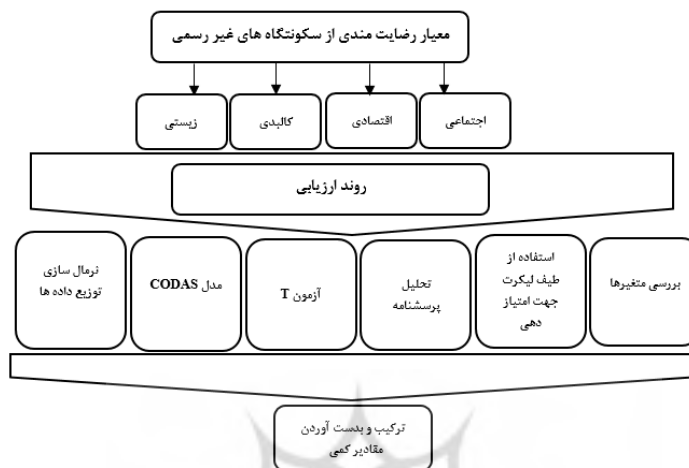 معیار رضایت مندی از سکونتگاه های غیر رسمی
اجتماعی
اقتصادی
کالبدی
زیستی
روند ارزیابی
بررسی متغیرها
استفاده از
طیف لیکرت
جهت امتیاز
دهی
تحلیل
پرسشنامه
آزمون T
مدل CODAS
نرمال سازی
توزیع داده ها
ترکیب و بدست آوردن
مقادیر کمی